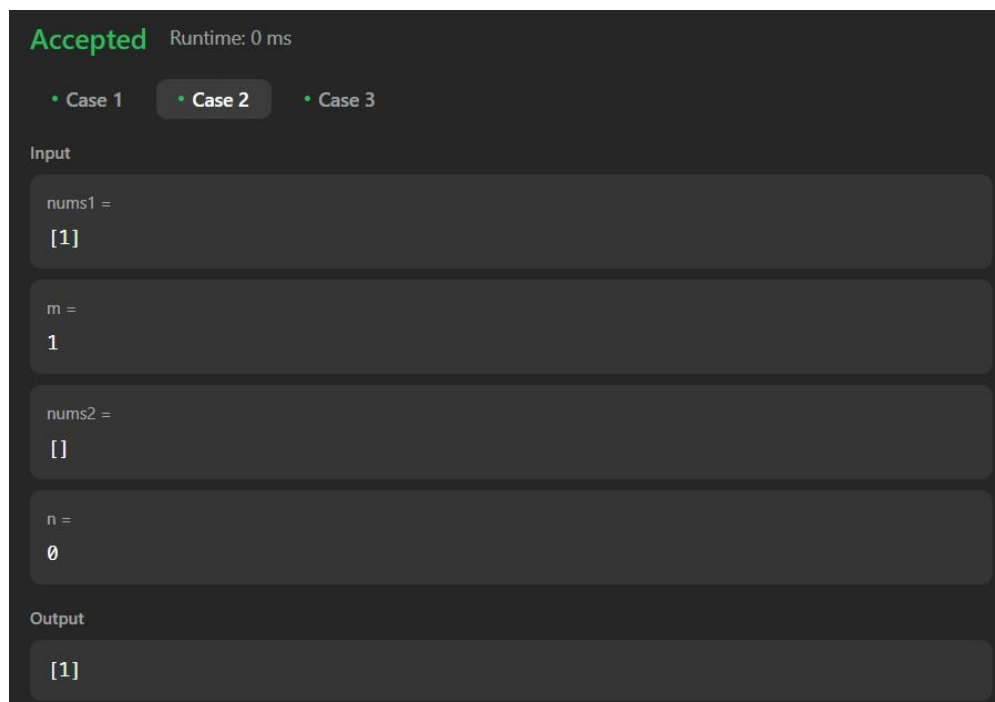 Accepted Runtime: 0 ms
• Case 1 • Case 2 • Case 3
Input
nums1 =
[1]
m =
1
nums2 =
[]
n =
0
Output
[1]